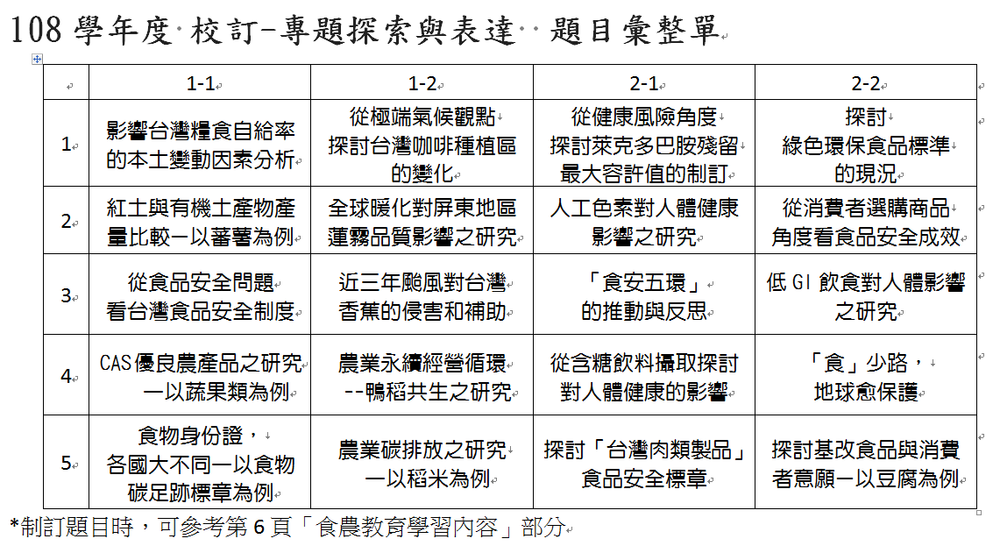 108 學年度 校訂-專題探索與表達 題目彙整單
1-1
1-2
2-1
2-2
1
影響台灣糧食自給率
的本土變動因素分析
從極端氣候觀點
探討台灣咖啡種植區
的變化
從健康風險角度
探討萊克多巴胺殘留
最大容許值的制訂
探討
綠色環保食品標準
的現況
2
紅土與有機土產物產
量比較—以蕃薯為例
全球暖化對屏東地區
蓮霧品質影響之研究
人工色素對人體健康
影響之研究
從消費者選購商品
角度看食品安全成效
3
從食品安全問題
看台灣食品安全制度
近三年颱風對台灣
香蕉的侵害和補助
「食安五環」
的推動與反思
低 GI 飲食對人體影響
之研究
4
CAS優良農產品之研究
—以蔬果類為例
農業永續經營循環
--鴨稻共生之研究
從含糖飲料攝取探討
對人體健康的影響
「食」少路，
地球愈保護
5
食物身份證，
各國大不同—以食物
碳足跡標章為例
農業碳排放之研究
—以稻米為例
探討「台灣肉類製品」
食品安全標章
探討基改食品與消費
者意願—以豆腐為例
*制訂題目時，可參考第 6 頁「食農教育學習內容」部分